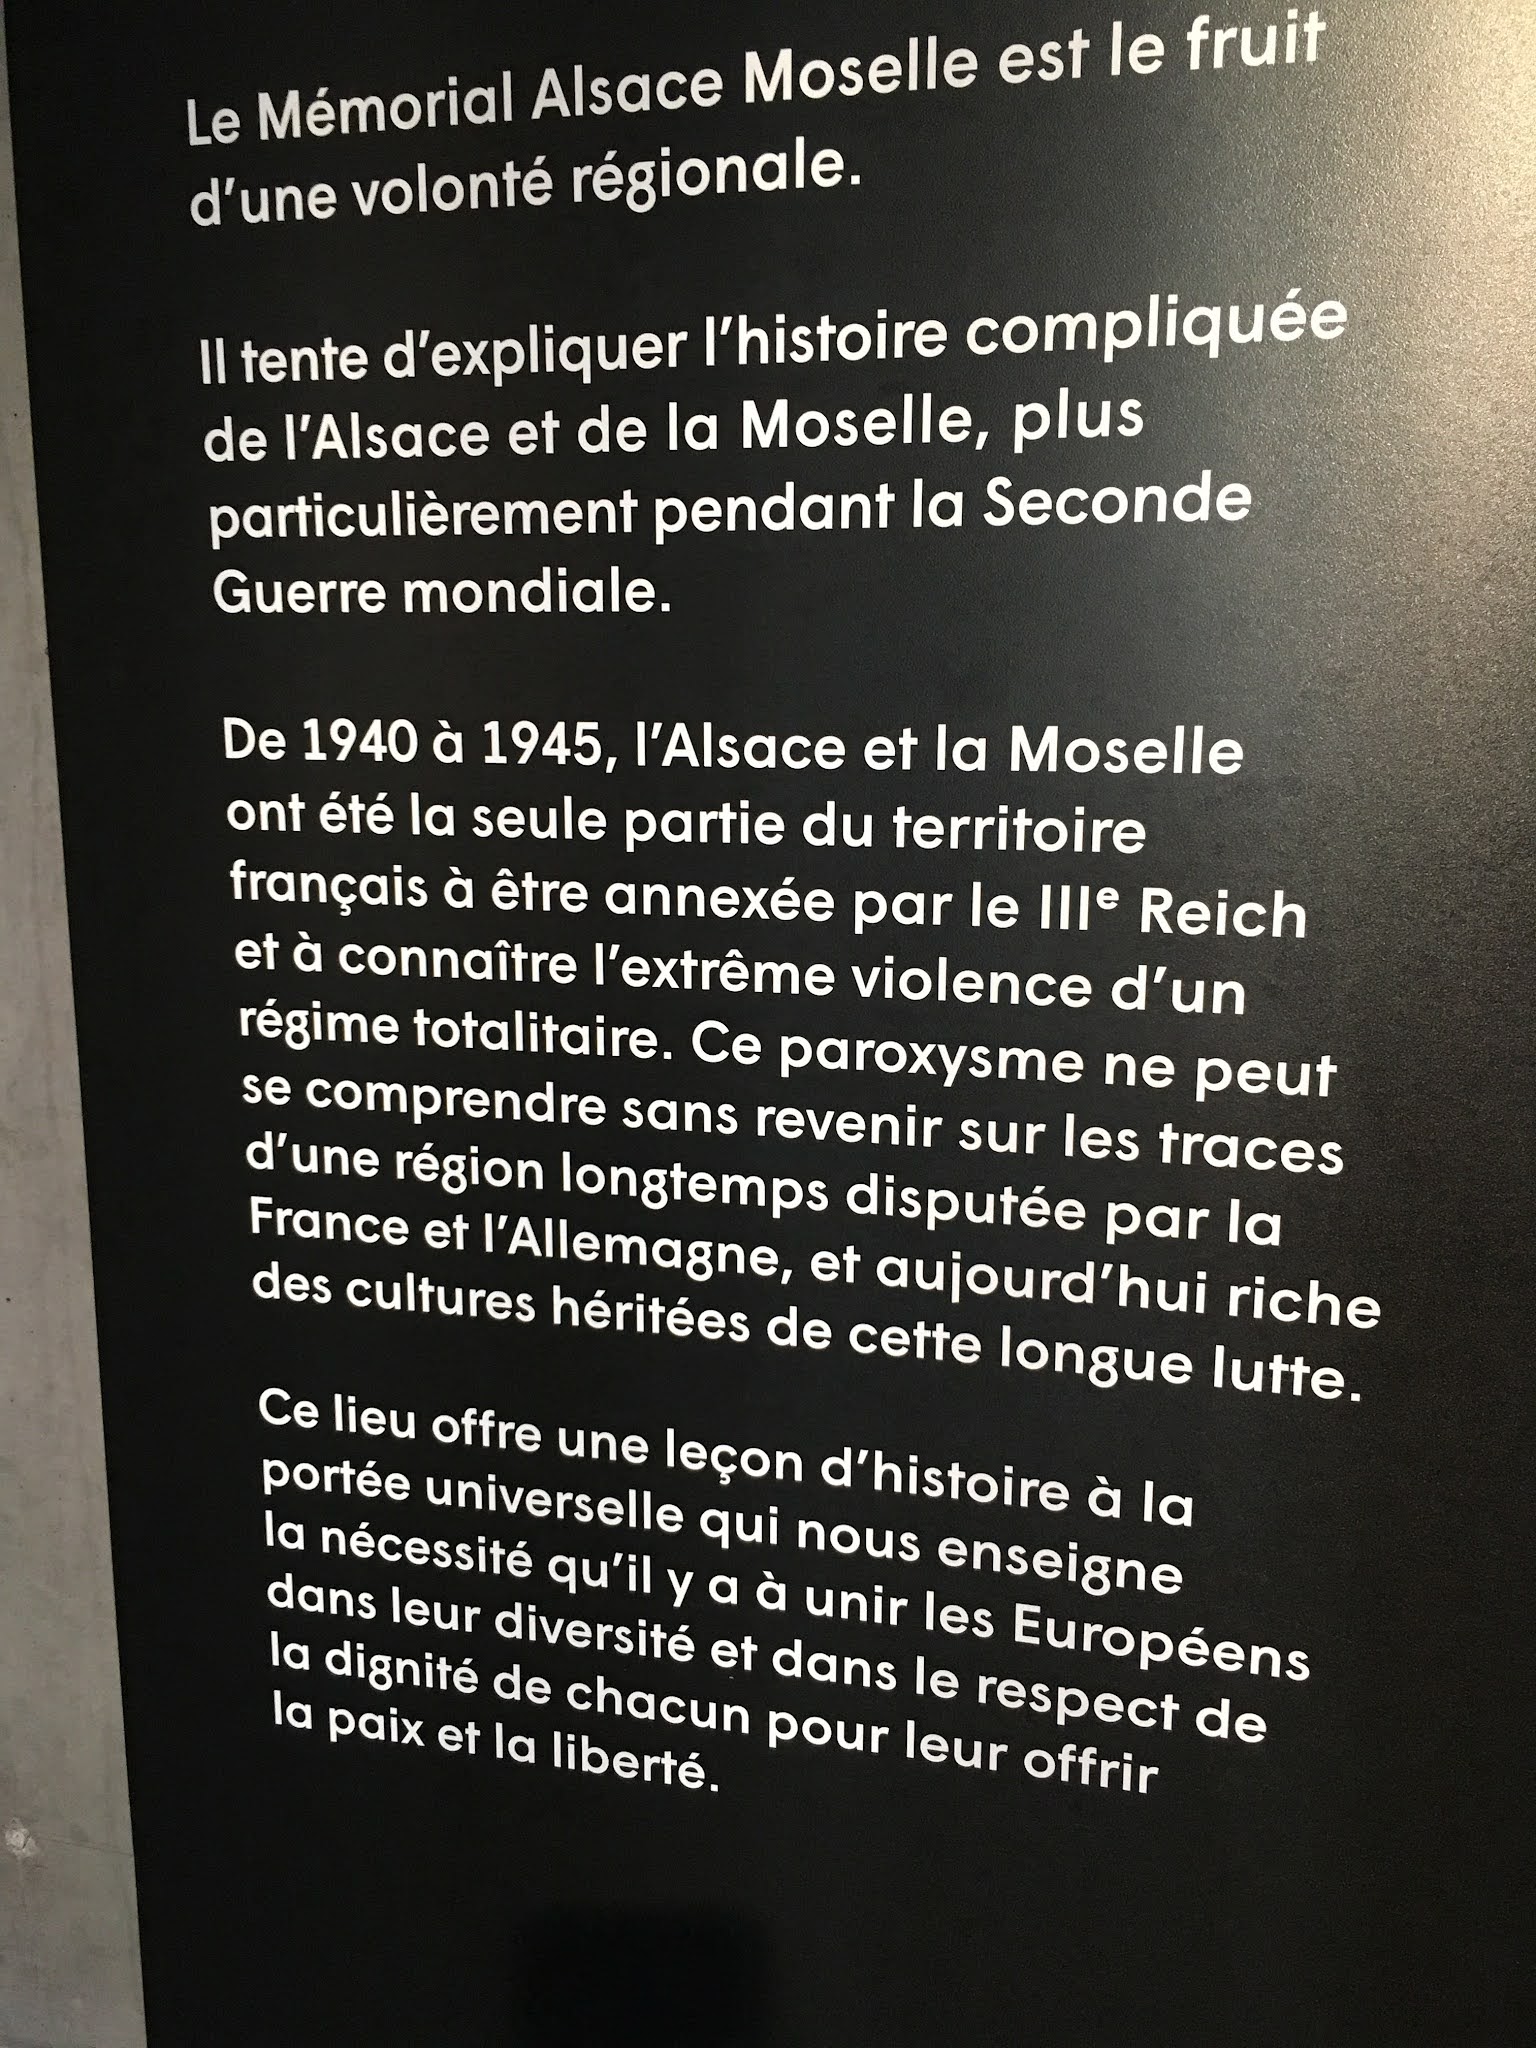 Le Mémorial Alsace Moselle est le fruit
d’une volonté régionale.
Il tente d’expliquer l’histoire compliquée
de l’Alsace et de la Moselle, plus
particulièrement pendant la Seconde
Guerre mondiale.
De 1940 à 1945, l’Alsace et la Moselle
ont été la seule partie du territoire
français à être annexée par le IIIᵉ Reich
et à connaître l’extrême violence d’un
régime totalitaire. Ce paroxysme ne peut
se comprendre sans revenir sur les traces
d’une région longtemps disputée par la
France et l’Allemagne, et aujourd’hui riche
des cultures héritées de cette longue lutte.
Ce lieu offre une leçon d’histoire à la
portée universelle qui nous enseigne
la nécessité qu’il y a à unir les Européens
dans leur diversité et dans le respect de
la dignité de chacun pour leur offrir
la paix et la liberté.